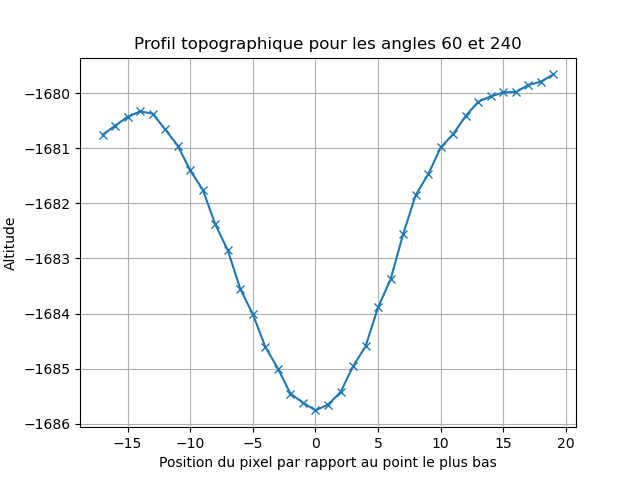 Profil topographique pour les angles 60 et 240
Altitude
−1680
−1681
−1682
−1683
−1684
−1685
−1686
−15 −10 −5 0 5 10 15 20
Position du pixel par rapport au point le plus bas